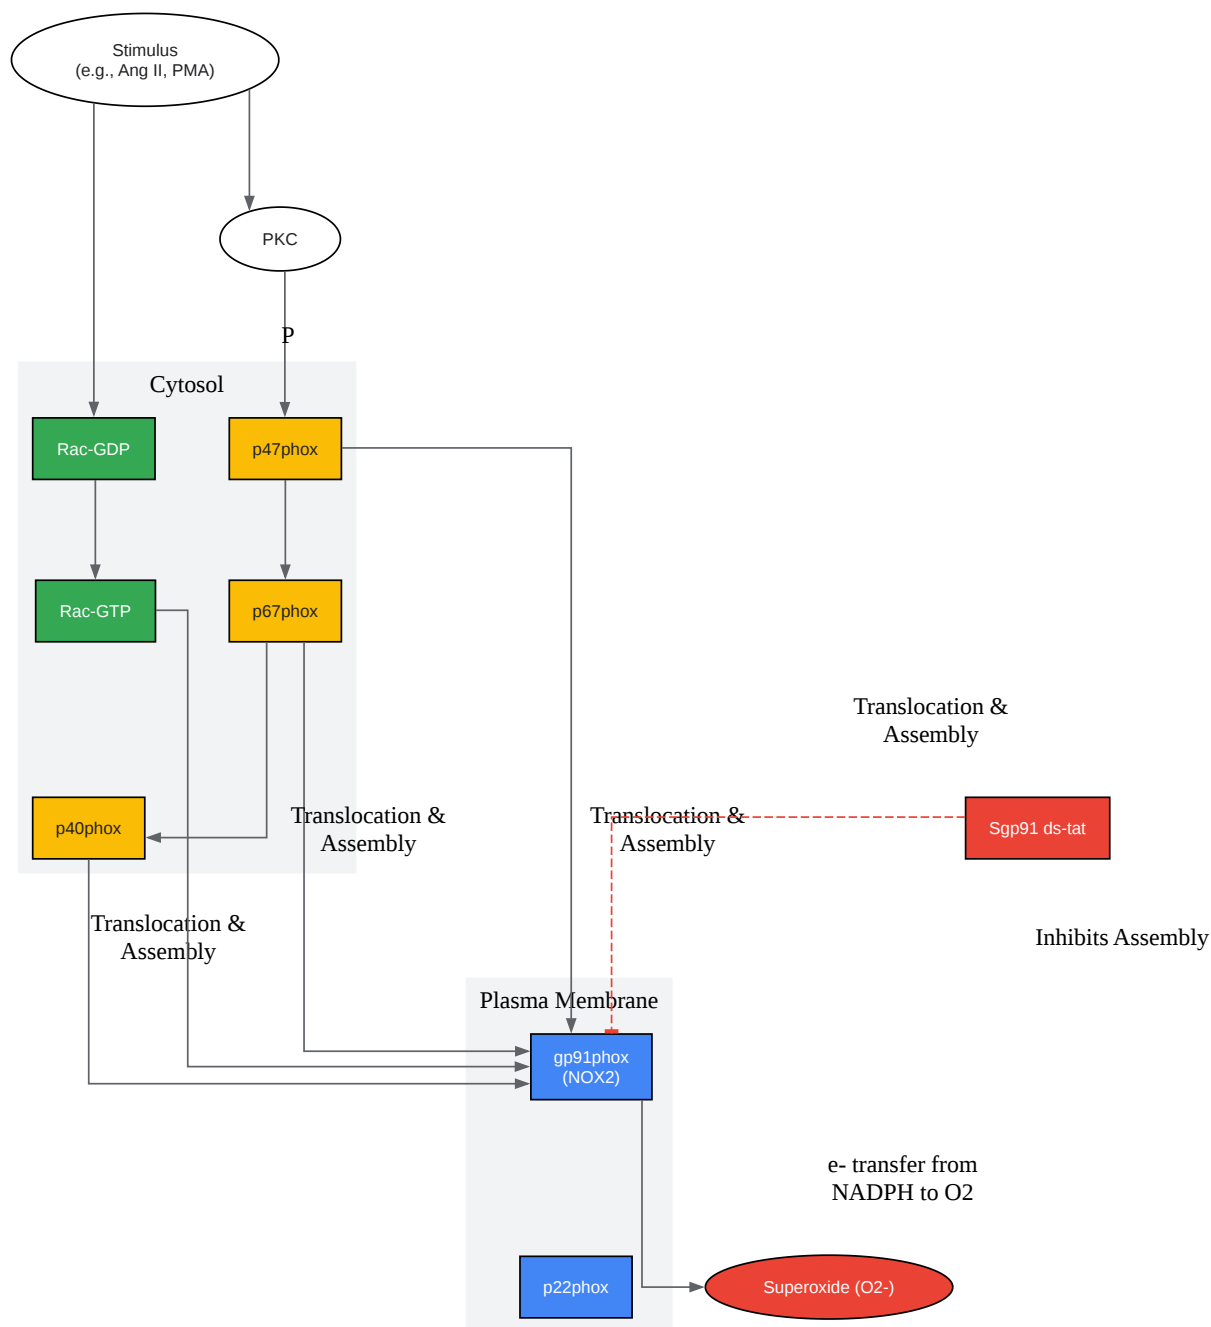 Stimulus
(e.g., Ang II, PMA)
PKC
P
Cytosol
Rac-GDP
p47phox
Rac-GTP
p67phox
Translocation &
Assembly
p40phox
Translocation &
Assembly
Translocation &
Assembly
Sgp91 ds-tat
Translocation &
Assembly
Inhibits Assembly
Plasma Membrane
gp91phox
(NOX2)
e- transfer from
NADPH to O2
p22phox
Superoxide (O2-)